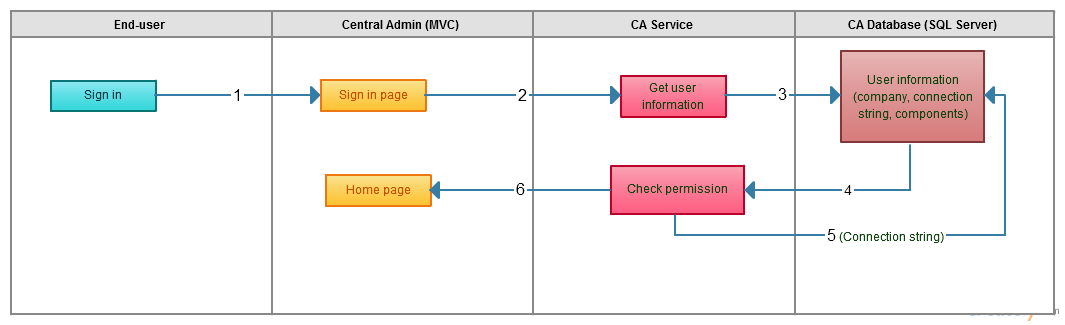 End-user
Central Admin (MVC)
CA Service
CA Database (SQL Server)
Sign in
1
Sign in page
2
Get user
information
3
User information
(company, connection
string, components)
Home page
6
Check permission
4
5 (Connection string)